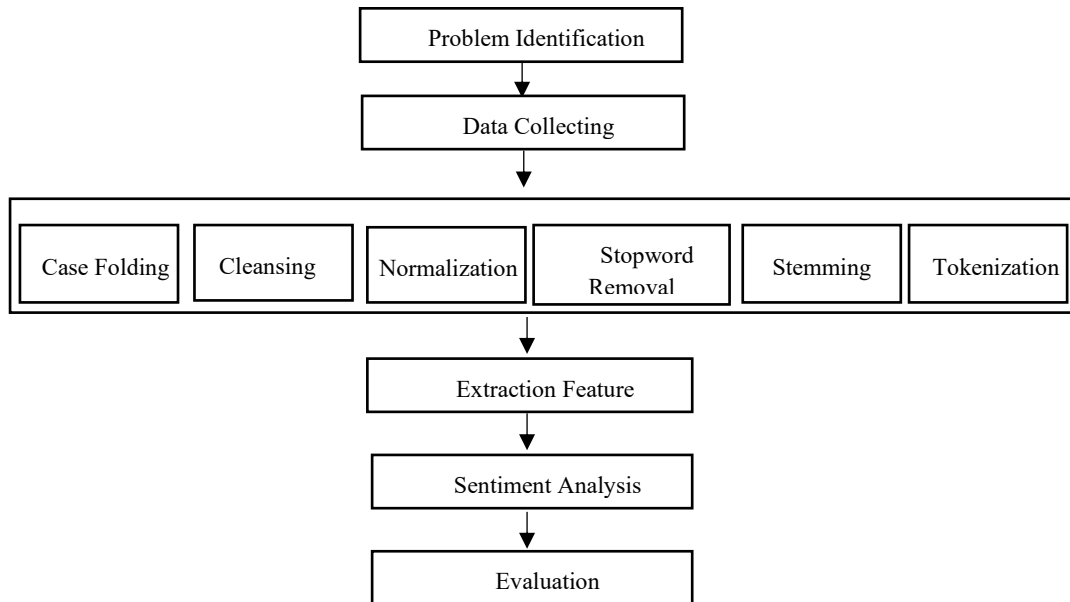 Problem Identification
Data Collecting
Case Folding
Cleansing
Normalization
Stopword
Removal
Stemming
Tokenization
Extraction Feature
Sentiment Analysis
Evaluation